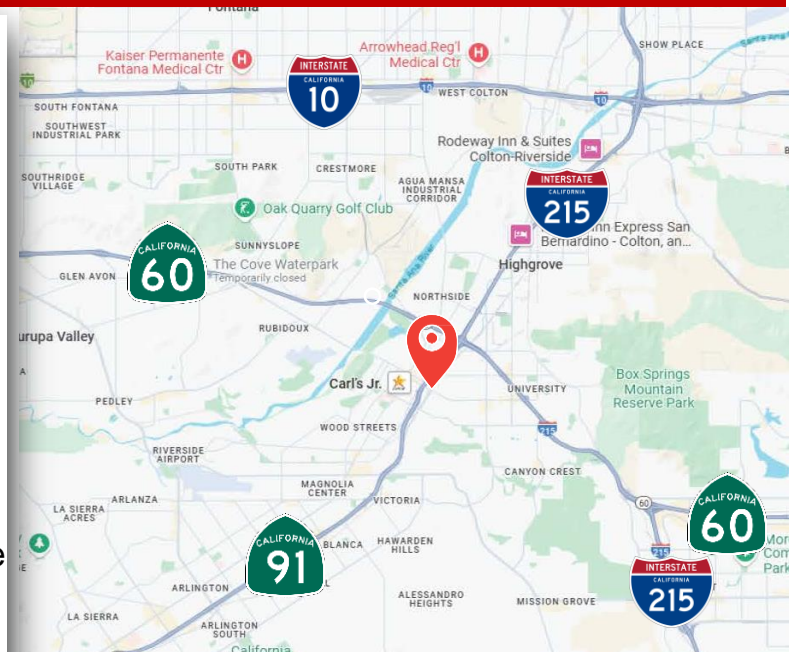 Fontana
Kaiser Permanente
Fontana Medical Ctr
Arrowhead Reg'l
Medical Ctr
SHOW PLACE
INTERSTATE
CALIFORNIA
10
10
10
WEST COLTON
SOUTH FONTANA
SOUTHWEST
INDUSTRIAL PARK
Rodeway Inn & Suites
Colton-Riverside
SOUTHRIDGE
VILLAGE
SOUTH PARK
CRESTMORE
AGUA MANSA
INDUSTRIAL
CORRIDOR
INTERSTATE
CALIFORNIA
215
Oak Quarry Golf Club
nn Express San
Bernardino - Colton, an...
CALIFORNIA
60
SUNNYSLOPE
The Cove Waterpark
Temporarily closed
GLEN AVON
Highgrove
Santa Ana River
NORTHSIDE
RUBIDOUX
urupa Valley
Carl's Jr.
UNIVERSITY
Box Springs
Mountain
Reserve Park
PEDLEY
WOOD STREETS
215
RIVERSIDE
AIRPORT
CANYON CREST
MAGNOLIA
CENTER
ARLANZA
VICTORIA
LA SIERRA
ACRES
60
CALIFORNIA
60
CALIFORNIA
91
BLANCA
HAWARDEN
HILLS
e
215
Mor
Com
Park
INTERSTATE
CALIFORNIA
215
ARLINGTON
ALESSANDRO
HEIGHTS
MISSION GROVE
LA SIERRA
ARLINGTON
SOUTH
California